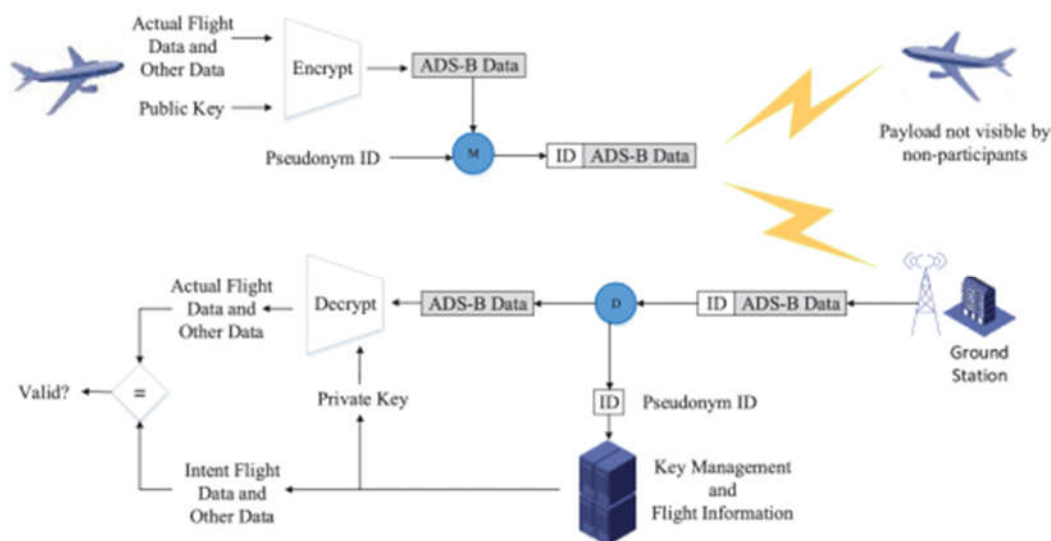 Actual Flight
Data and
Other Data
Encrypt
ADS-B Data
Public Key
Pseudonym ID
M
ID ADS-B Data
Payload not visible by
non-participants
Actual Flight
Data and
Other Data
Decrypt
ADS-B Data
D
ID ADS-B Data
Ground
Station
Valid?
=
Private Key
ID Pseudonym ID
Intent Flight
Data and
Other Data
Key Management
and
Flight Information